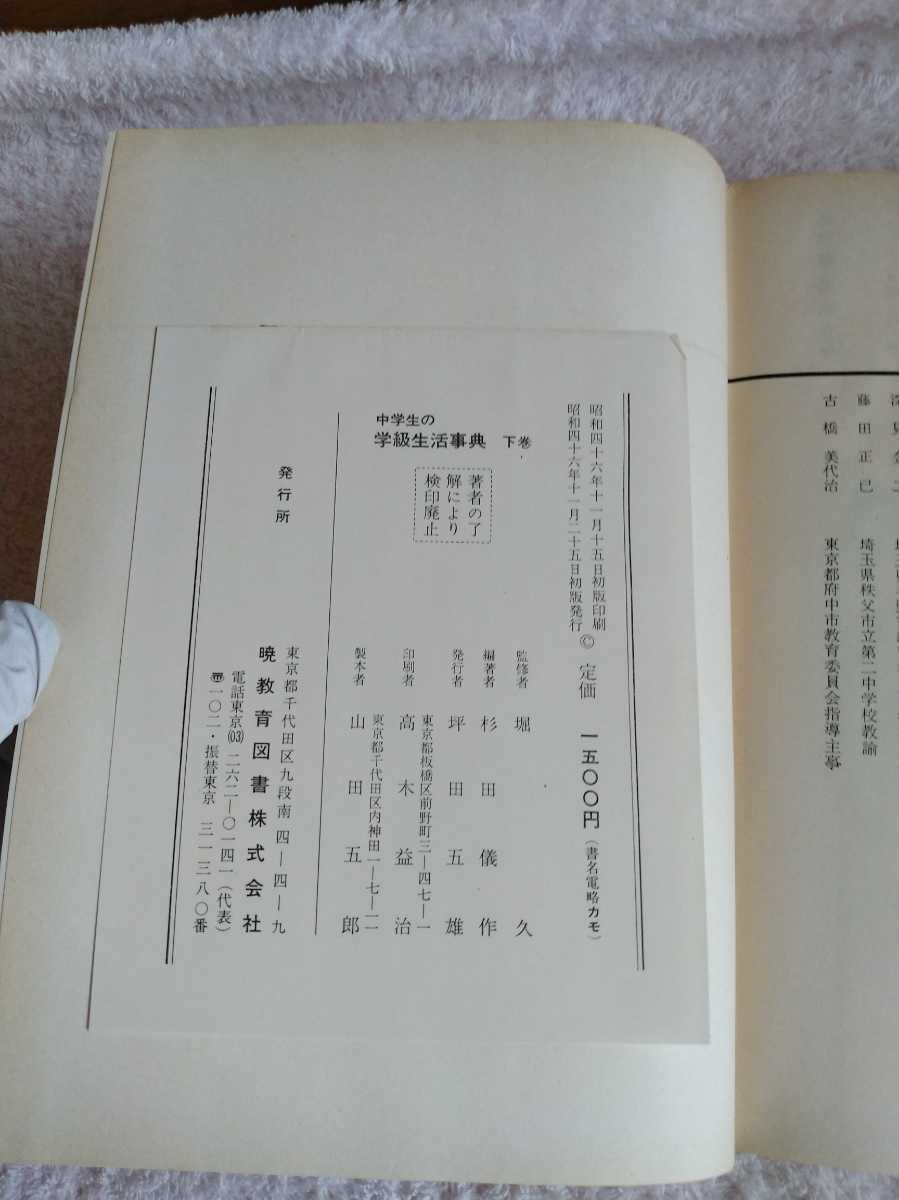 古橋美代治 東京都府中市教育委員会指導主事
藤田正已 埼玉県秩父市立第二中学校教諭
中学生の
学級生活事典 下巻
昭和四十六年十一月十五日初版印刷
昭和四十六年十一月二十五日初版発行
©
定価 一五〇〇円(書名電略カモ)
著者の了
解により
検印廃止
監修者 堀久
編著者 杉田儀作
発行者 坪田五雄
東京都板橋区前野町三―四七―一
印刷者 高木益治
東京都千代田区内神田一―七―一一
製本者 山田五郎
発行所
東京都千代田区九段南四―四―九
暁教育図書株式会社
電話東京(03)二六二―〇一四一(代表)
〒一〇二・振替東京 三一三八〇番